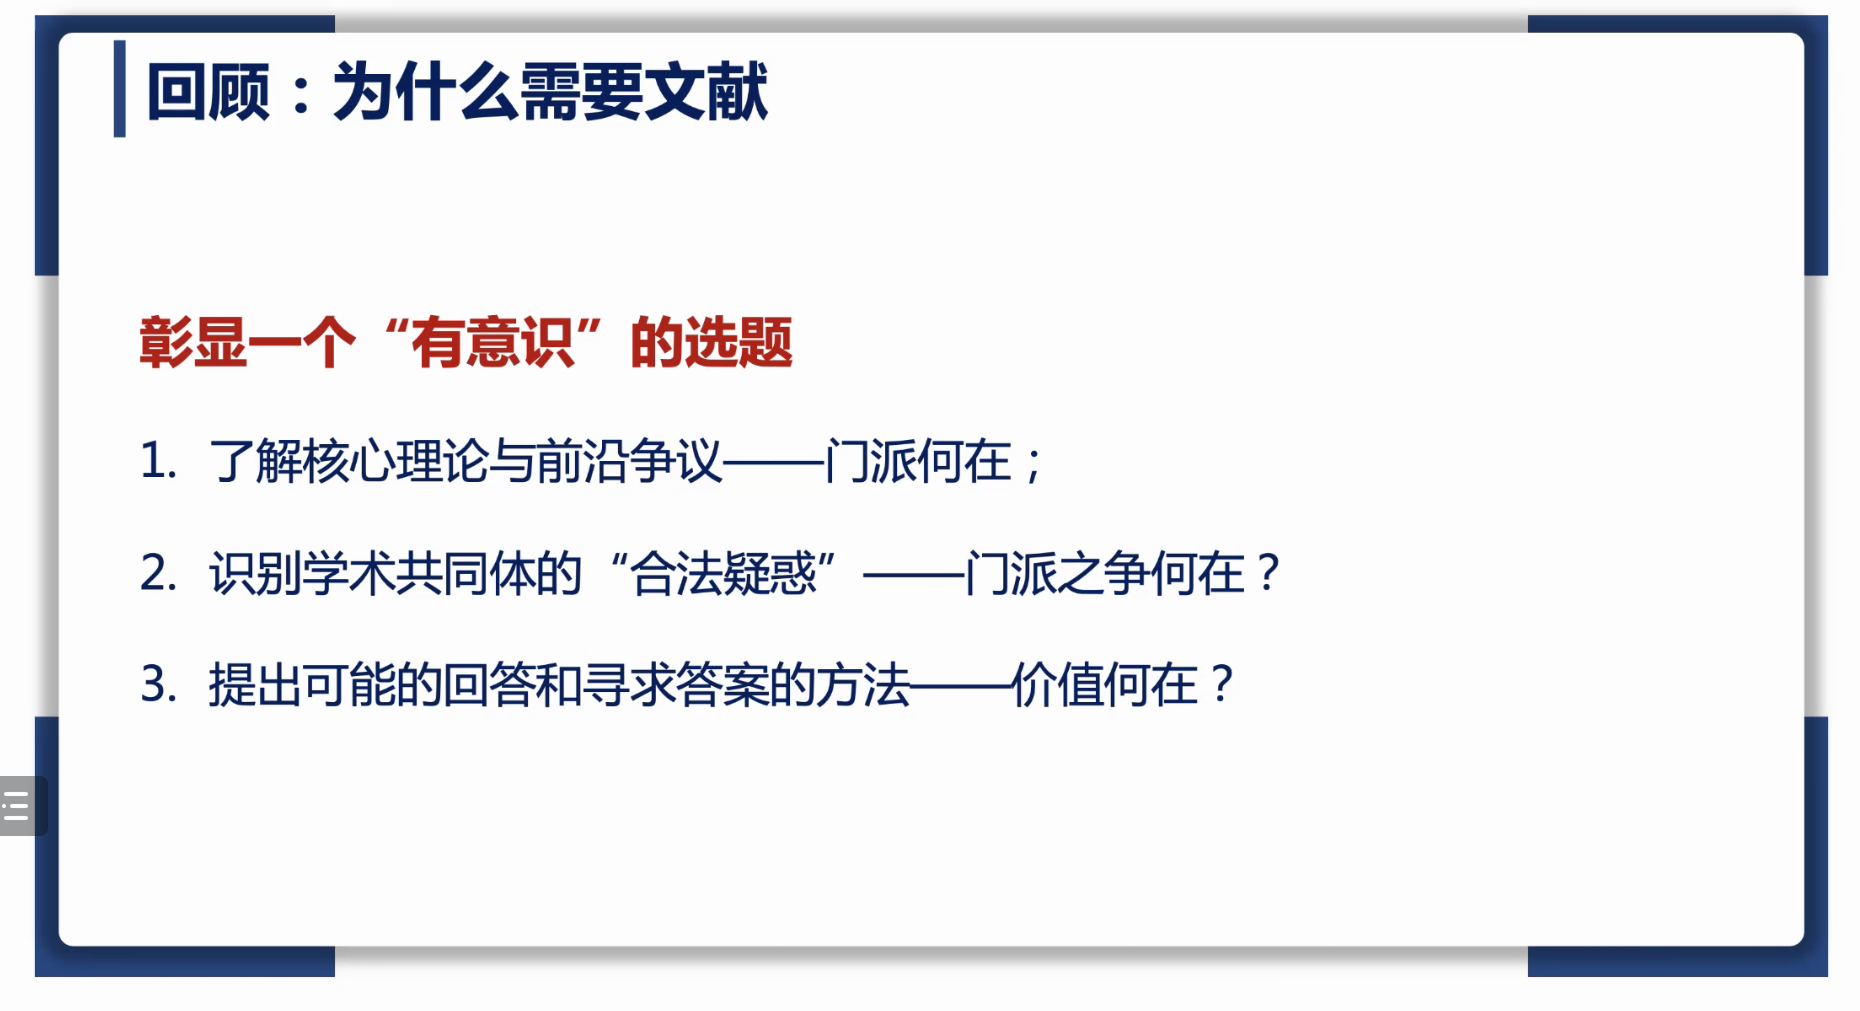 回顾：为什么需要文献
彰显一个“有意识”的选题
1. 了解核心理论与前沿争议——门派何在；
2. 识别学术共同体的“合法疑惑”——门派之争何在？
3. 提出可能的回答和寻求答案的方法——价值何在？